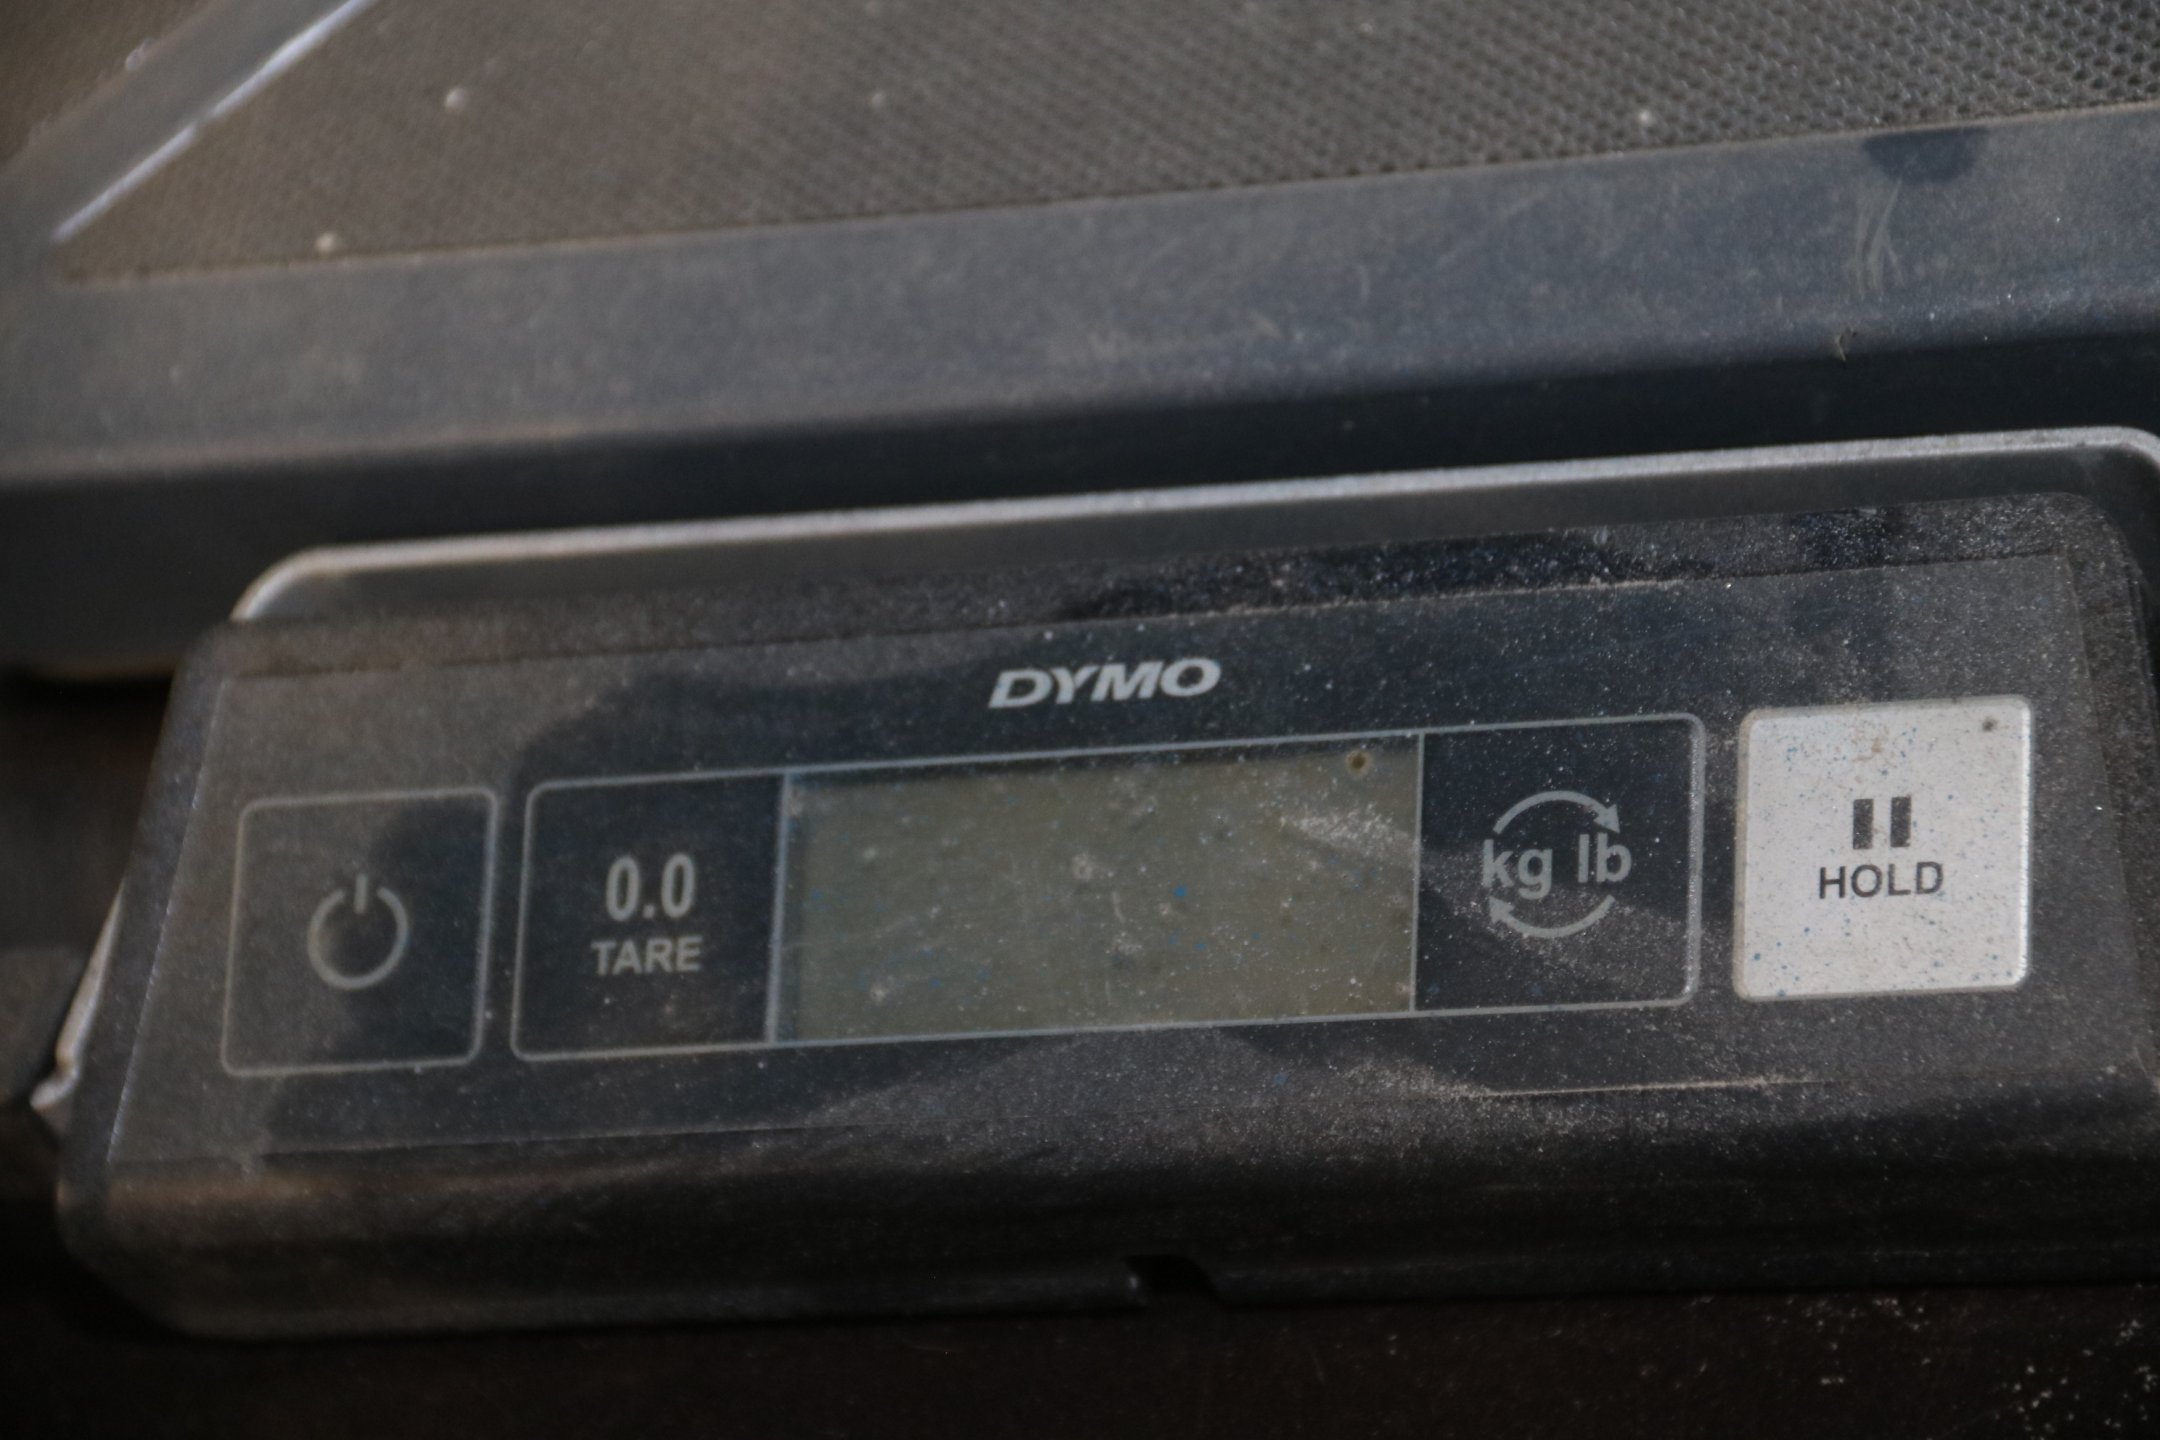 DYMO
0.0
TARE
kg lb
HOLD